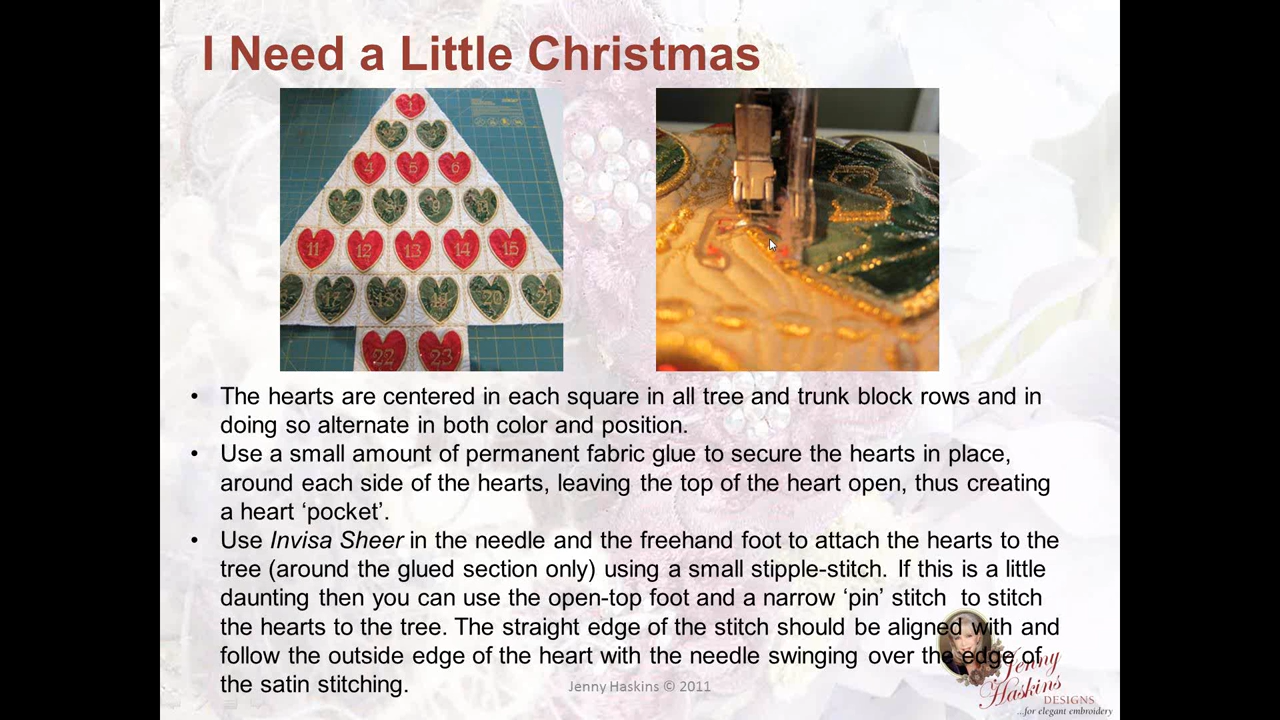 I Need a Little Christmas
1
4 5 6
11 12 13 14 15
17 18 19 20 21
22 23
13
• The hearts are centered in each square in all tree and trunk block rows and in
doing so alternate in both color and position.
• Use a small amount of permanent fabric glue to secure the hearts in place,
around each side of the hearts, leaving the top of the heart open, thus creating
a heart ‘pocket’.
• Use Invisa Sheer in the needle and the freehand foot to attach the hearts to the
tree (around the glued section only) using a small stipple-stitch. If this is a little
daunting then you can use the open-top foot and a narrow ‘pin’ stitch  to stitch
the hearts to the tree. The straight edge of the stitch should be aligned with and
follow the outside edge of the heart with the needle swinging over the edge of
the satin stitching.
Jenny Haskins © 2011
Jenny
Haskins
DESIGNS
...for elegant embroidery